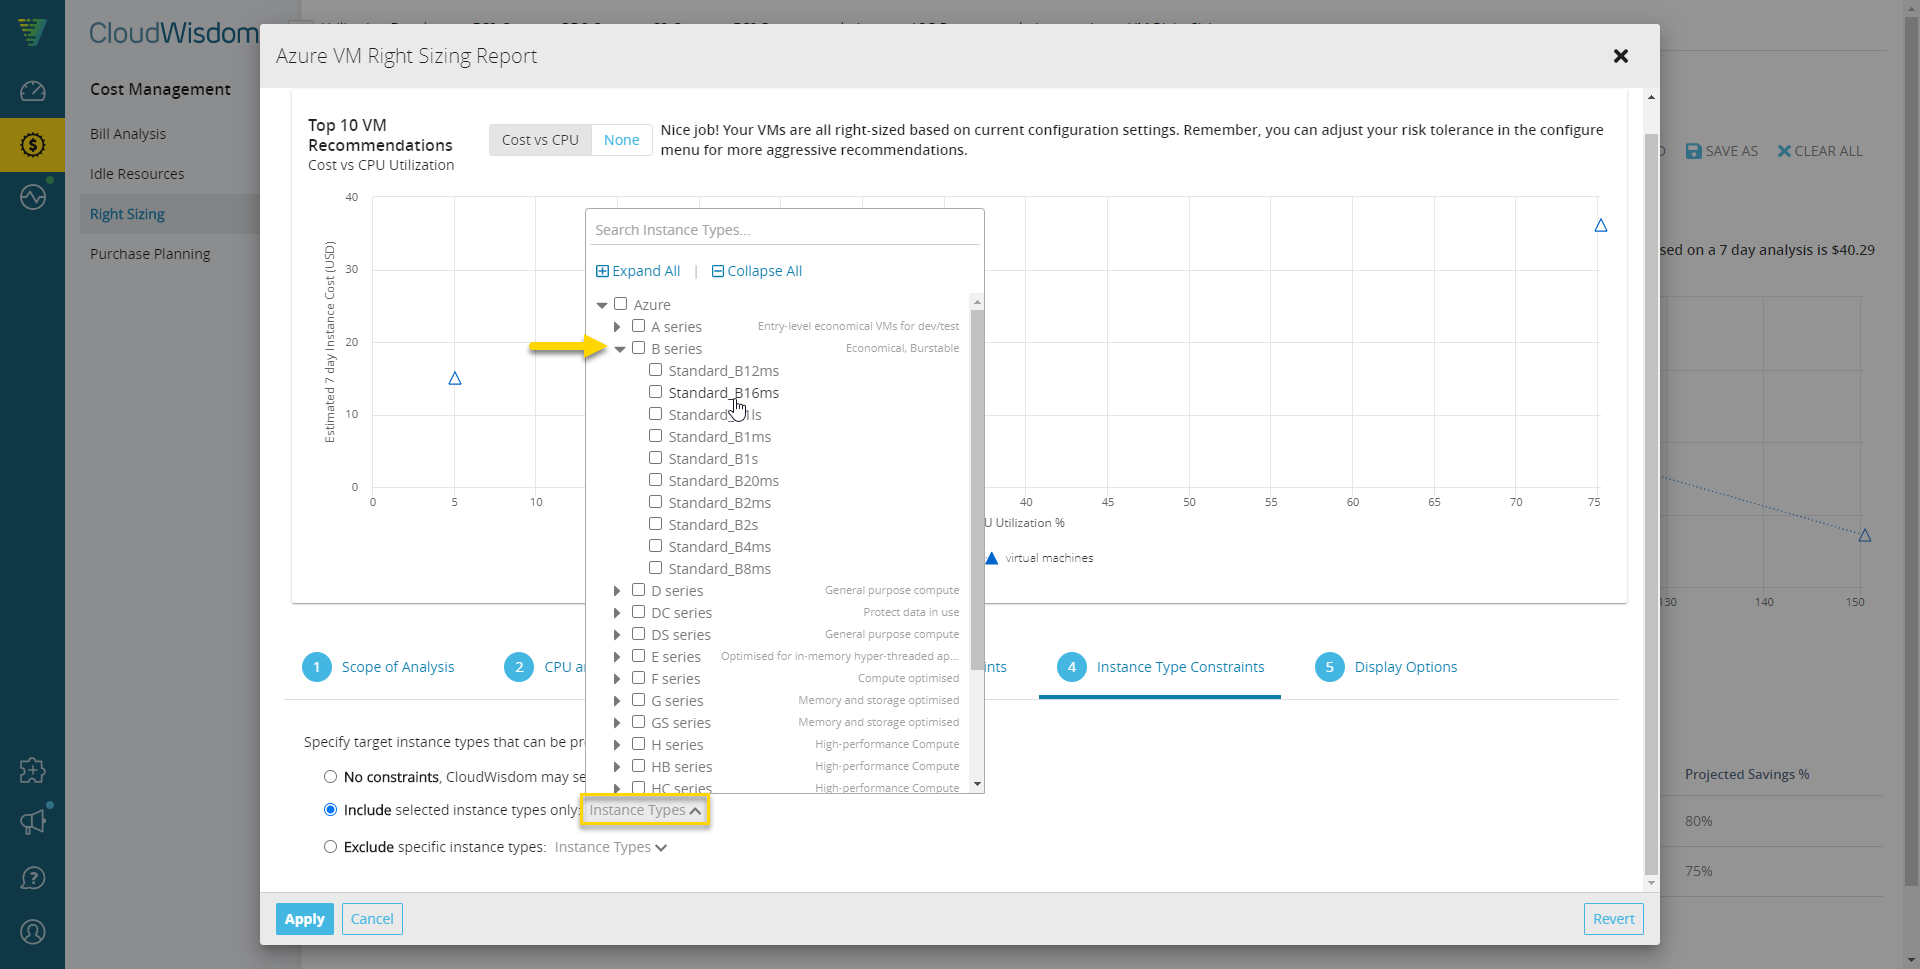 CloudWisdom
Cost Management
Bill Analysis
Idle Resources
Right Sizing
Purchase Planning
Azure VM Right Sizing Report
Top 10 VM
Recommendations
Cost vs CPU Utilization
Cost vs CPU
None
Nice job! Your VMs are all right-sized based on current configuration settings. Remember, you can adjust your risk tolerance in the configure
menu for more aggressive recommendations.
SAVE AS
CLEAR ALL
sed on a 7 day analysis is $40.29
Estimated 7 day Instance Cost (USD)
40
30
20
10
0
0
5
10
40
45
50
55
60
65
70
75
U Utilization %
virtual machines
130
140
150
Search Instance Types...
Expand All | Collapse All
Azure
A series Entry-level economical VMs for dev/test
B series Economical, Burstable
Standard_B12ms
Standard_B16ms
Standard_B1ls
Standard_B1ms
Standard_B1s
Standard_B20ms
Standard_B2ms
Standard_B2s
Standard_B4ms
Standard_B8ms
D series General purpose compute
DC series Protect data in use
DS series General purpose compute
E series Optimised for in-memory hyper-threaded ap...
F series Compute optimised
G series Memory and storage optimised
GS series Memory and storage optimised
H series High-performance Compute
HB series High-performance Compute
HC series High-performance Compute
1 Scope of Analysis
2 CPU an
ints
4 Instance Type Constraints
5 Display Options
Specify target instance types that can be pr
No constraints, CloudWisdom may se
Include selected instance types only: Instance Types
Exclude specific instance types: Instance Types
Projected Savings %
80%
75%
Apply
Cancel
Revert